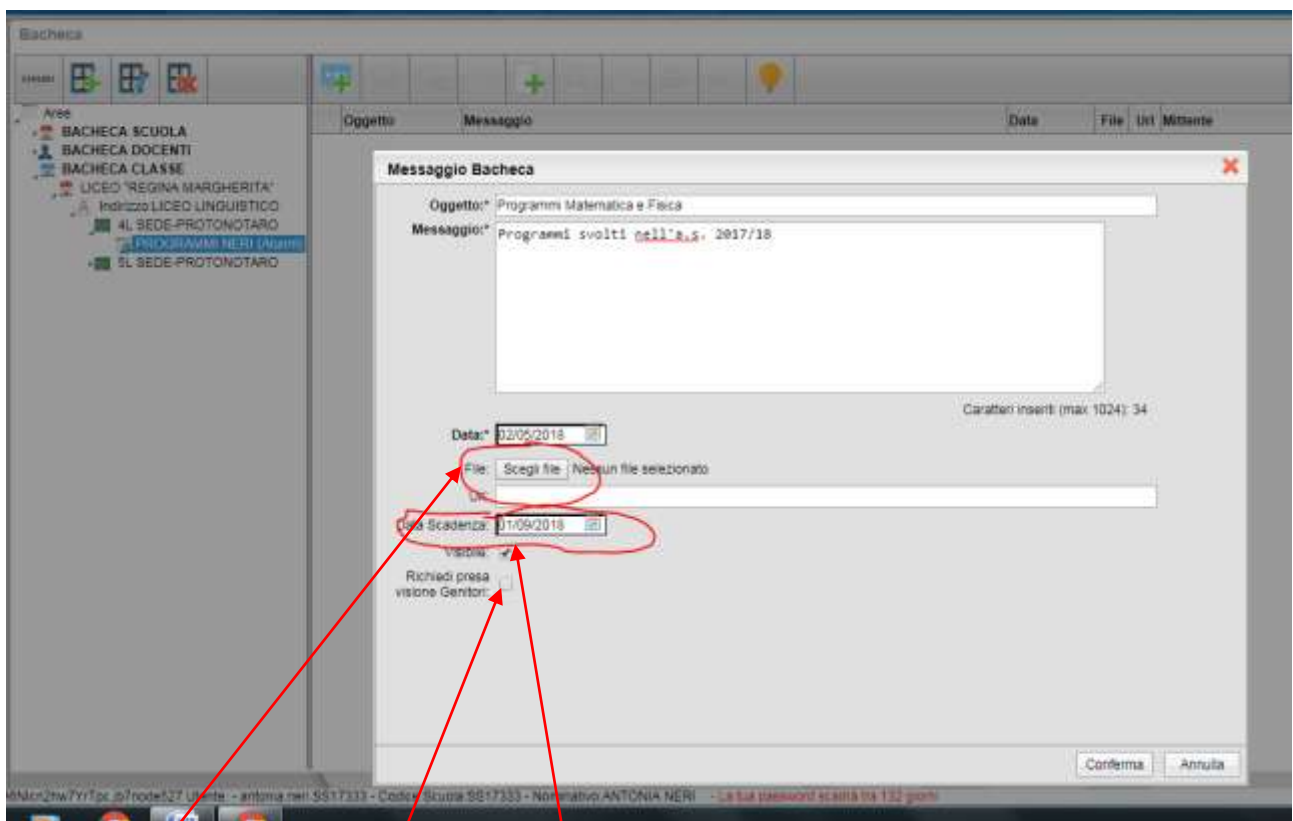 Bacheca
Aree
BACHECA SCUOLA
BACHECA DOCENTI
BACHECA CLASSE
LICEO "REGINA MARGHERITA"
Indirizzo LICEO LINGUISTICO
4L SEDE-PROTONOTARO
PROGRAMMI NERI
5L SEDE-PROTONOTARO
Oggetto Messaggio Data File Url Mittente
Messaggio Bacheca
Oggetto:* Programmi Matematica e Fisica
Messaggio:* Programmi svolti nell'a.s. 2017/18
Caratteri inseriti (max 1024): 34
Data:* 02/05/2018
File: Scegli file Nessun file selezionato
Url:
Data Scadenza: 01/09/2018
Visibile:
Richiedi presa
visione Genitori:
Conferma Annulla
Utente: - antonia neri.SS17333 - Codice Scuola:SS17333 - Nominativo:ANTONIA NERI - La tua password scadrà tra 132 giorni